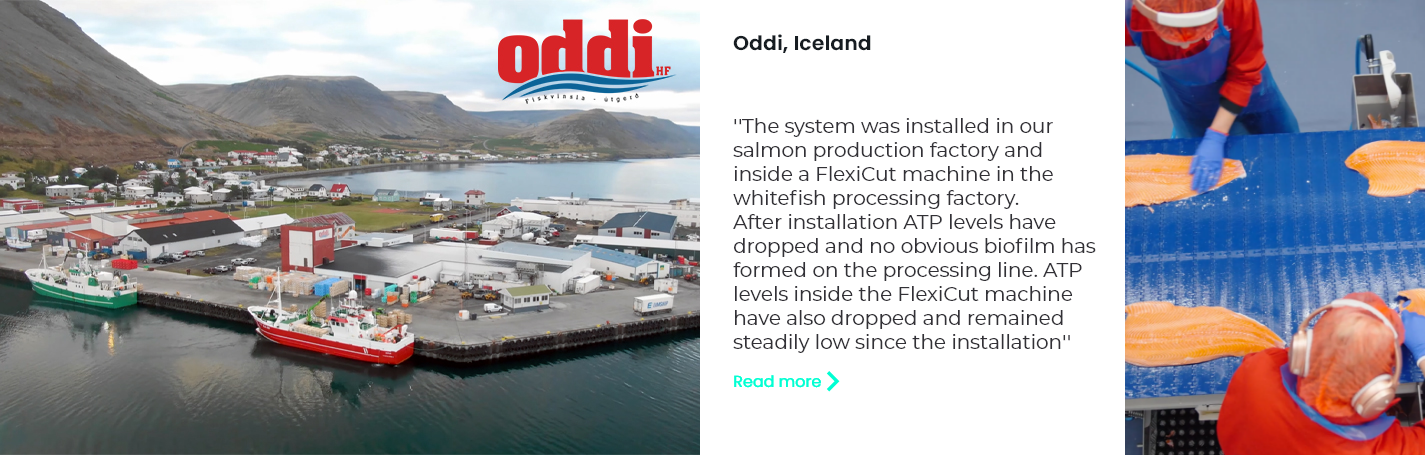 oddi HF
Fiskvinsla - útgerð
Oddi, Iceland
''The system was installed in our
salmon production factory and
inside a FlexiCut machine in the
whitefish processing factory.
After installation ATP levels have
dropped and no obvious biofilm has
formed on the processing line. ATP
levels inside the FlexiCut machine
have also dropped and remained
steadily low since the installation''
Read more